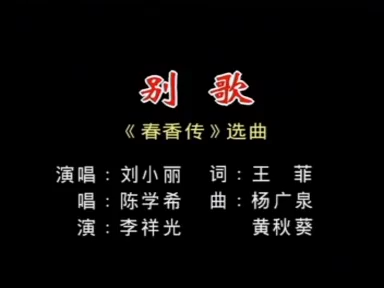 别歌
《春香传》选曲
演唱：刘小丽 词：王菲
唱：陈学希 曲：杨广泉
演：李祥光 黄秋葵